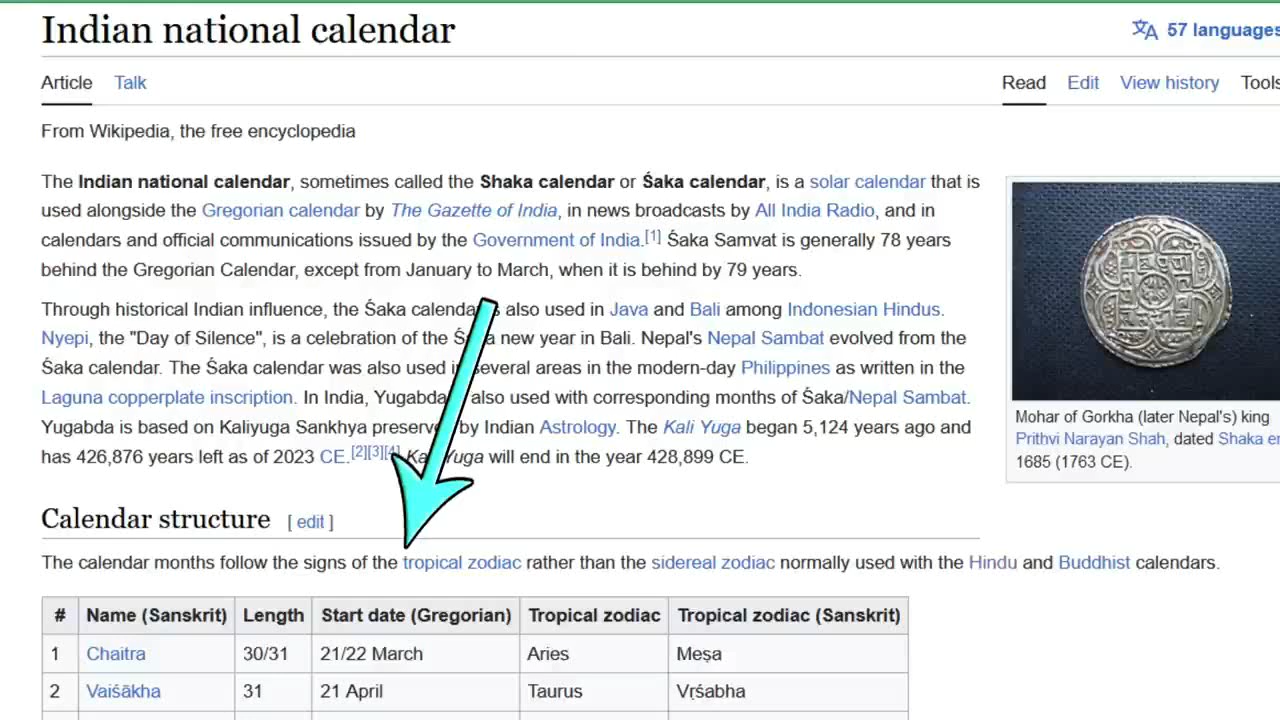 Indian national calendar
57 languages
Article Talk Read Edit View history Tools
From Wikipedia, the free encyclopedia
The Indian national calendar, sometimes called the Shaka calendar or Śaka calendar, is a solar calendar that is
used alongside the Gregorian calendar by The Gazette of India, in news broadcasts by All India Radio, and in
calendars and official communications issued by the Government of India.[1] Śaka Samvat is generally 78 years
behind the Gregorian Calendar, except from January to March, when it is behind by 79 years.
Through historical Indian influence, the Śaka calenda s also used in Java and Bali among Indonesian Hindus.
Nyepi, the "Day of Silence", is a celebration of the Ś a new year in Bali. Nepal's Nepal Sambat evolved from the
Śaka calendar. The Śaka calendar was also used i several areas in the modern-day Philippines as written in the
Laguna copperplate inscription. In India, Yugabda also used with corresponding months of Śaka/Nepal Sambat.
Yugabda is based on Kaliyuga Sankhya preserv by Indian Astrology. The Kali Yuga began 5,124 years ago and
has 426,876 years left as of 2023 CE.[2][3][4] Ka Yuga will end in the year 428,899 CE.
Mohar of Gorkha (later Nepal's) king
Prithvi Narayan Shah, dated Shaka er
1685 (1763 CE).
Calendar structure [ edit ]
The calendar months follow the signs of the tropical zodiac rather than the sidereal zodiac normally used with the Hindu and Buddhist calendars.
# Name (Sanskrit) Length Start date (Gregorian) Tropical zodiac Tropical zodiac (Sanskrit)
1 Chaitra 30/31 21/22 March Aries Meṣa
2 Vaiśākha 31 21 April Taurus Vṛśabha